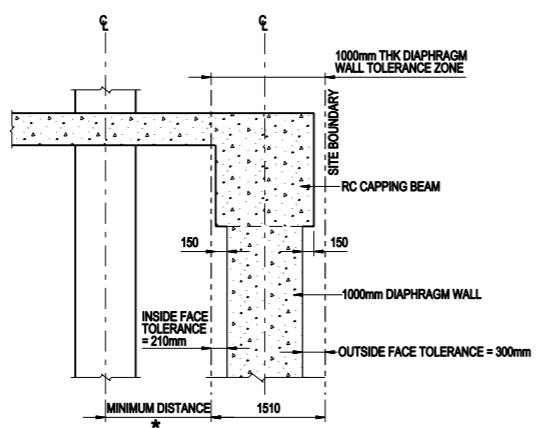 ℄
℄
1000mm THK DIAPHRAGM
WALL TOLERANCE ZONE
SITE BOUNDARY
RC CAPPING BEAM
150
150
1000mm DIAPHRAGM WALL
INSIDE FACE
TOLERANCE
= 210mm
OUTSIDE FACE TOLERANCE = 300mm
MINIMUM DISTANCE
*
1510